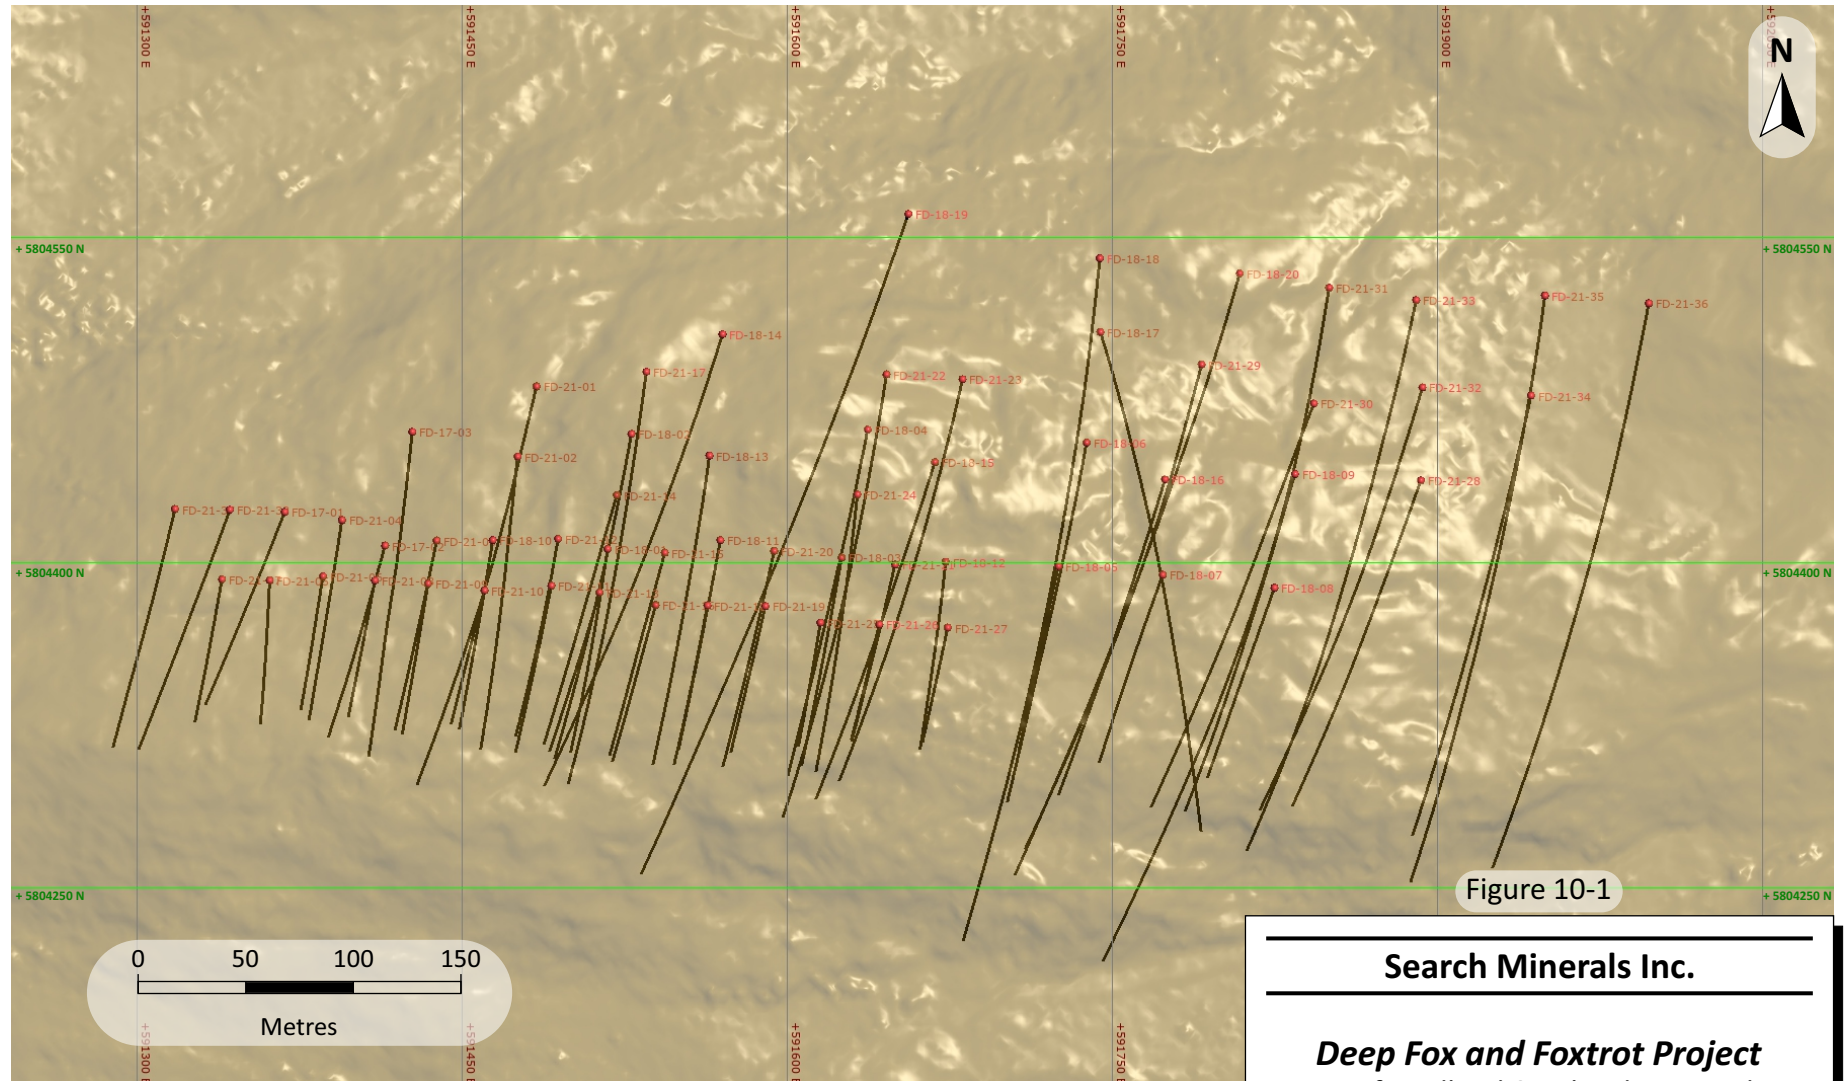 +591300 E
+591450 E
+591600 E
+591750 E
+591900 E
N
FD-18-19
+ 5804550 N
+ 5804550 N
FD-18-18
FD-18-20
FD-21-31
FD-21-33
FD-21-35
FD-21-36
FD-18-14
FD-18-17
FD-21-29
FD-21-17
FD-21-22
FD-21-23
FD-21-01
FD-21-32
FD-21-34
FD-21-30
FD-17-03
FD-18-02
FD-18-04
FD-18-06
FD-21-02
FD-18-13
FD-18-15
FD-18-09
FD-18-16
FD-21-28
FD-21-14
FD-21-24
FD-17-01
FD-21-04
FD-17-02
FD-18-10
FD-18-11
FD-21-20
FD-18-03
FD-18-12
FD-18-05
+ 5804400 N
+ 5804400 N
FD-18-07
FD-18-08
FD-21-10
FD-21-19
FD-21-26
FD-21-27
Figure 10-1
+ 5804250 N
+ 5804250 N
0 50 100 150
Metres
Search Minerals Inc.
Deep Fox and Foxtrot Project
+591300 E
+591450 E
+591600 E
+591750 E